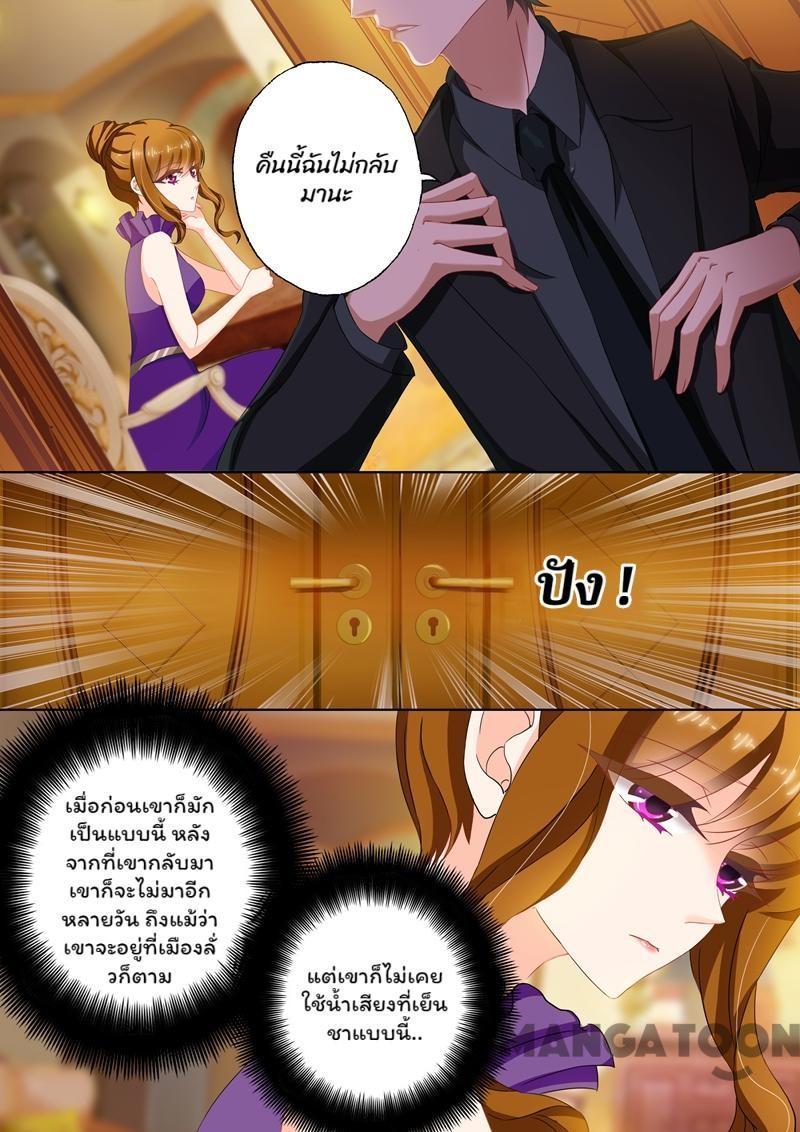 คืนนี้ฉันไม่กลับ
มานะ
ปัง !
เมื่อก่อนเขาก็มัก
เป็นแบบนี้ หลัง
จากที่เขากลับมา
เขาก็จะไม่มาอีก
หลายวัน ถึงแม้ว่า
เขาจะอยู่ที่เมืองลั่
วก็ตาม
แต่เขาก็ไม่เคย
ใช้น้ำเสียงที่เย็น
ชาแบบนี้..
MANGATOON